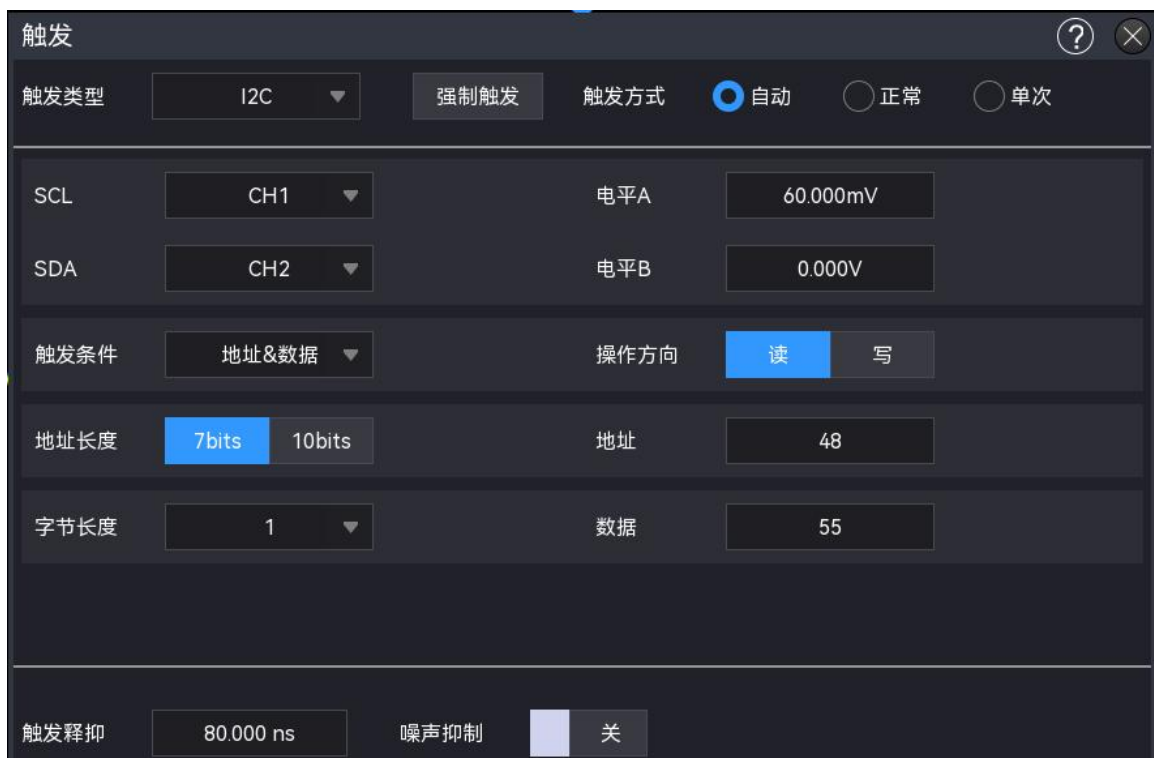 触发
触发类型 I2C 强制触发 触发方式 自动 正常 单次
SCL CH1 电平A 60.000mV
SDA CH2 电平B 0.000V
触发条件 地址&数据 操作方向 读 写
地址长度 7bits 10bits 地址 48
字节长度 1 数据 55
触发释抑 80.000 ns 噪声抑制 关